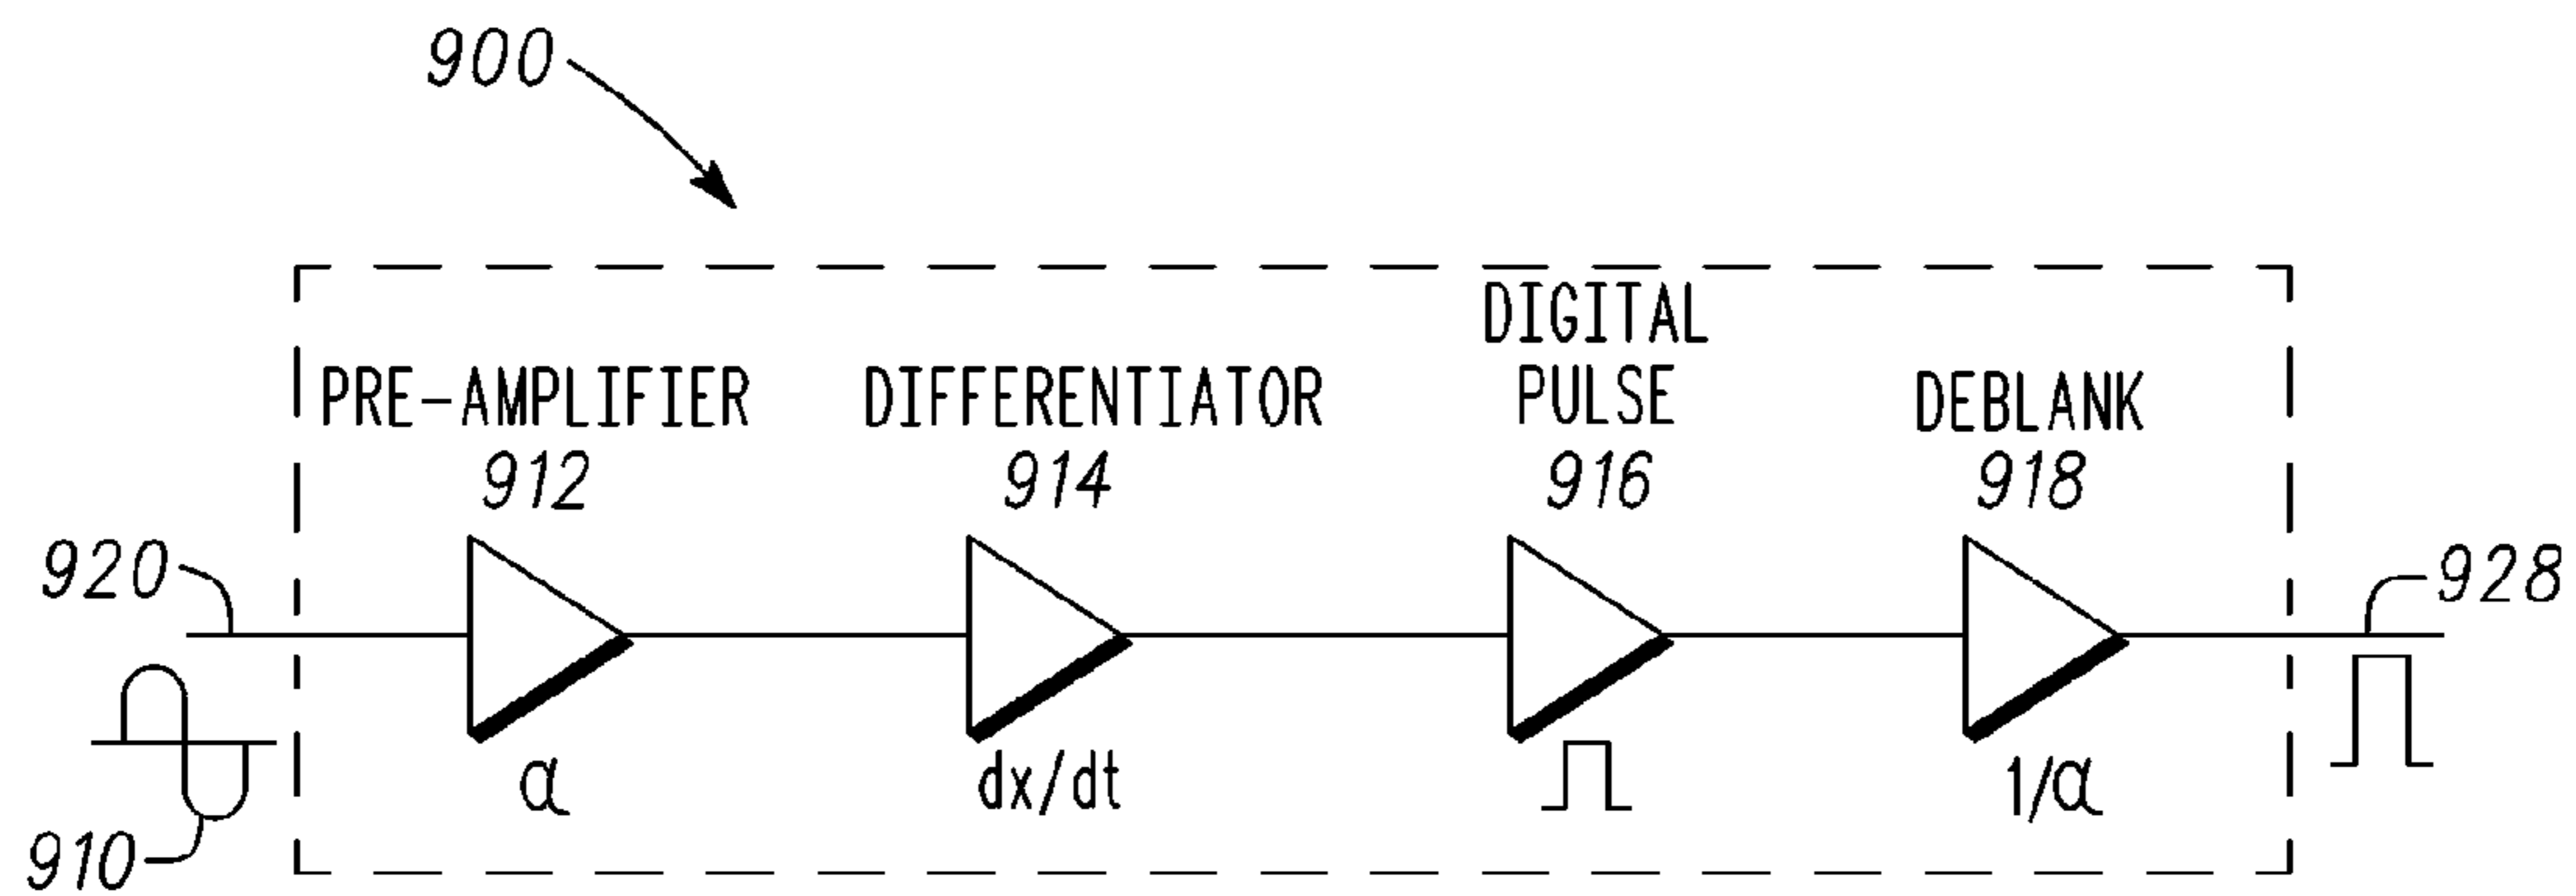 900
DIGITAL
PRE-AMPLIFIER DIFFERENTIATOR PULSE DEBLANK
912 914 916 918
920 928
α dx/dt 1/α
910